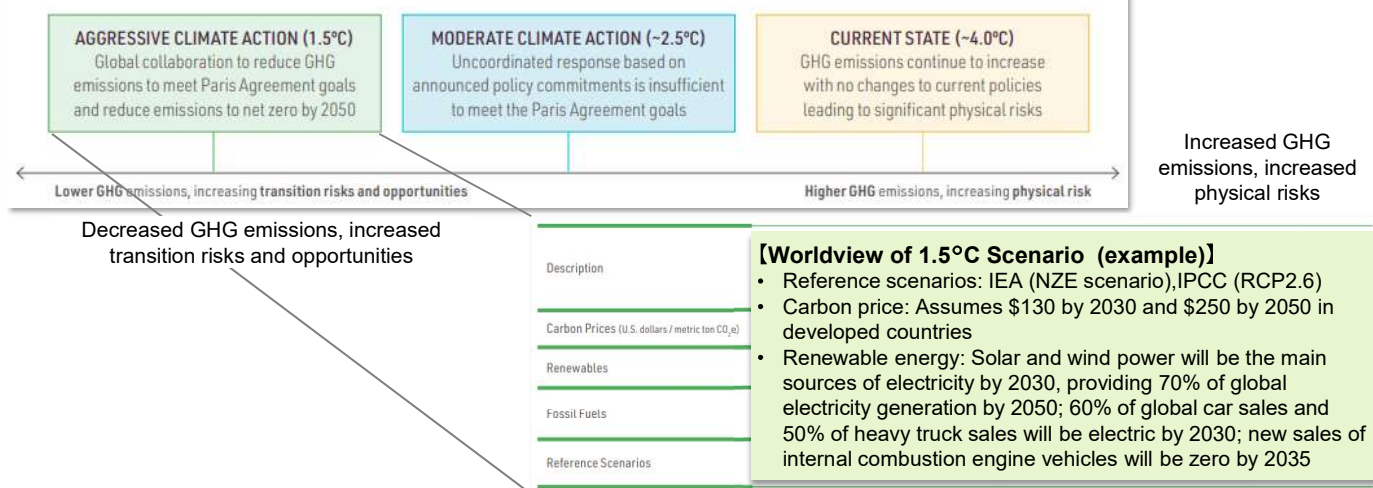 AGGRESSIVE CLIMATE ACTION (1.5ºC)
Global collaboration to reduce GHG
emissions to meet Paris Agreement goals
and reduce emissions to net zero by 2050
MODERATE CLIMATE ACTION (~2.5ºC)
Uncoordinated response based on
announced policy commitments is insufficient
to meet the Paris Agreement goals
CURRENT STATE (~4.0ºC)
GHG emissions continue to increase
with no changes to current policies
leading to significant physical risks
Lower GHG emissions, increasing transition risks and opportunities
Higher GHG emissions, increasing physical risk
Increased GHG
emissions, increased
physical risks
Decreased GHG emissions, increased
transition risks and opportunities
Description
Carbon Prices (U.S. dollars / metric ton CO₂e)
Renewables
Fossil Fuels
Reference Scenarios
【Worldview of 1.5°C Scenario (example)】
• Reference scenarios: IEA (NZE scenario),IPCC (RCP2.6)
• Carbon price: Assumes $130 by 2030 and $250 by 2050 in
developed countries
• Renewable energy: Solar and wind power will be the main
sources of electricity by 2030, providing 70% of global
electricity generation by 2050; 60% of global car sales and
50% of heavy truck sales will be electric by 2030; new sales of
internal combustion engine vehicles will be zero by 2035